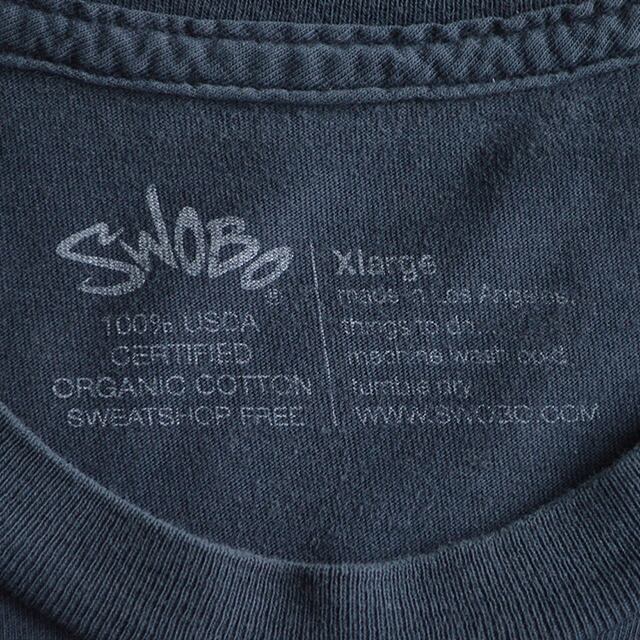 SWOBO
®
100% USDA
CERTIFIED
ORGANIC COTTON
SWEATSHOP FREE
Xlarge
made in Los Angeles.
things to do...
machine wash cold.
tumble dry.
WWW.SWOBO.COM